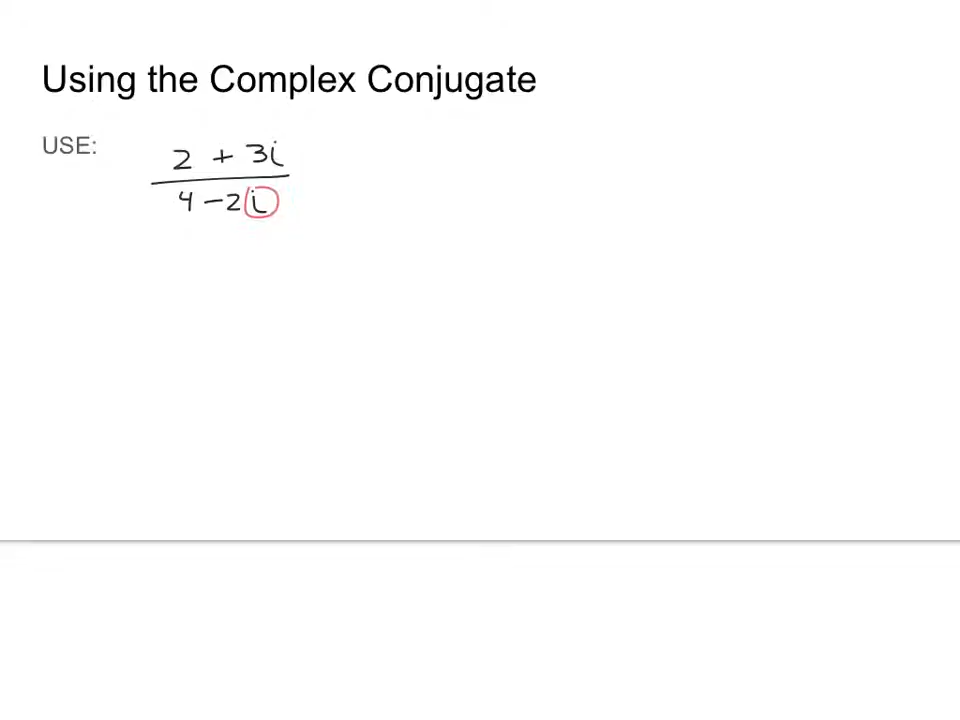 Using the Complex Conjugate
USE:
2 + 3i
4 - 2i